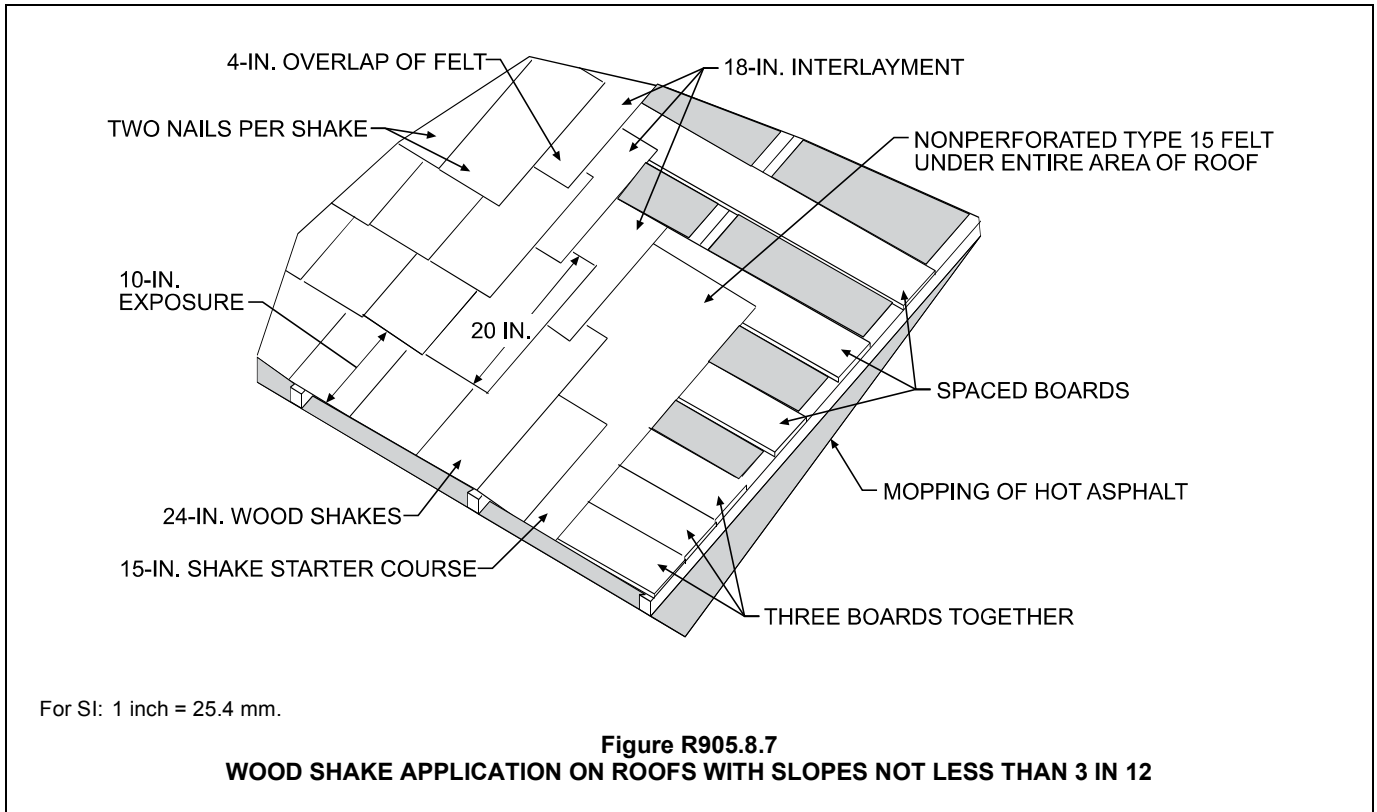 4-IN. OVERLAP OF FELT
18-IN. INTERLAYMENT
TWO NAILS PER SHAKE
NONPERFORATED TYPE 15 FELT
UNDER ENTIRE AREA OF ROOF
10-IN.
EXPOSURE
20 IN.
SPACED BOARDS
MOPPING OF HOT ASPHALT
24-IN. WOOD SHAKES
15-IN. SHAKE STARTER COURSE
THREE BOARDS TOGETHER
For SI: 1 inch = 25.4 mm.
Figure R905.8.7
WOOD SHAKE APPLICATION ON ROOFS WITH SLOPES NOT LESS THAN 3 IN 12